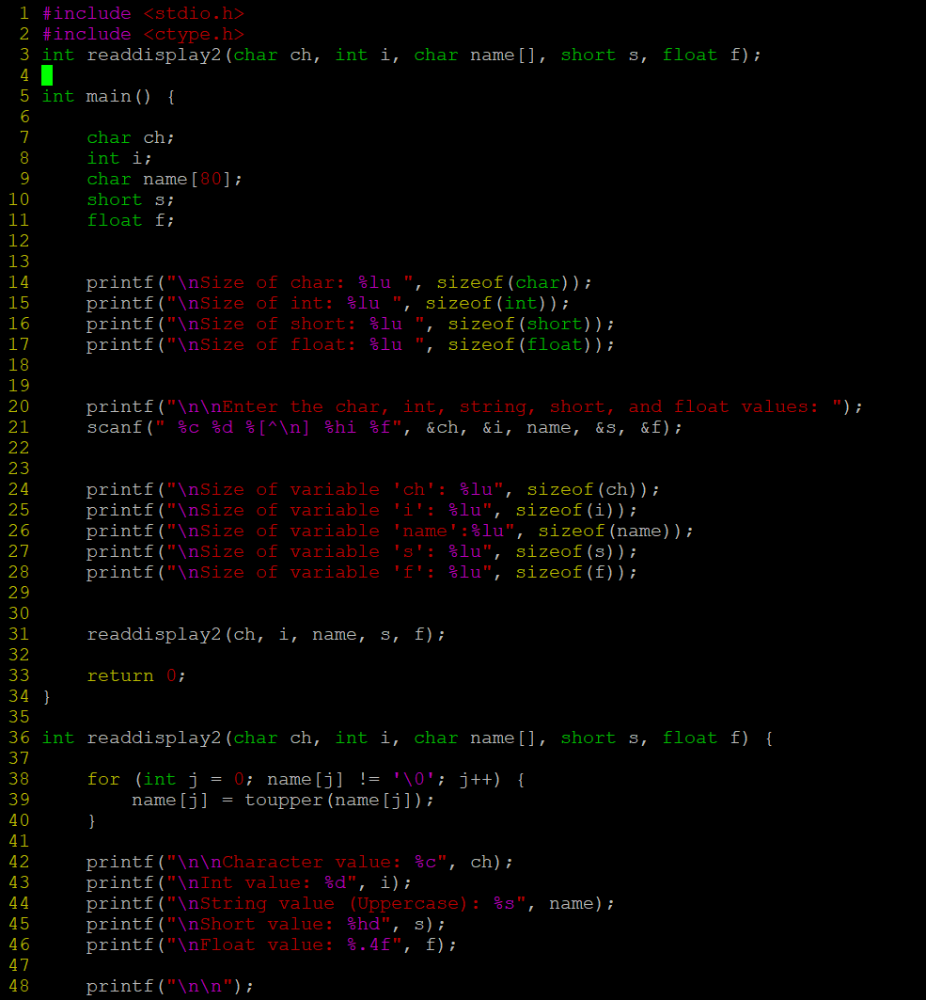 1 #include <stdio.h>
2 #include <ctype.h>
3 int readdisplay2(char ch, int i, char name[], short s, float f);
4
5 int main() {
6
7     char ch;
8     int i;
9     char name[80];
10     short s;
11     float f;
12
13
14     printf("\nSize of char: %lu ", sizeof(char));
15     printf("\nSize of int: %lu ", sizeof(int));
16     printf("\nSize of short: %lu ", sizeof(short));
17     printf("\nSize of float: %lu ", sizeof(float));
18
19
20     printf("\n\nEnter the char, int, string, short, and float values: ");
21     scanf(" %c %d %[^\n] %hi %f", &ch, &i, name, &s, &f);
22
23
24     printf("\nSize of variable 'ch': %lu", sizeof(ch));
25     printf("\nSize of variable 'i': %lu", sizeof(i));
26     printf("\nSize of variable 'name':%lu", sizeof(name));
27     printf("\nSize of variable 's': %lu", sizeof(s));
28     printf("\nSize of variable 'f': %lu", sizeof(f));
29
30
31     readdisplay2(ch, i, name, s, f);
32
33     return 0;
34 }
35
36 int readdisplay2(char ch, int i, char name[], short s, float f) {
37
38     for (int j = 0; name[j] != '\0'; j++) {
39         name[j] = toupper(name[j]);
40     }
41
42     printf("\n\nCharacter value: %c", ch);
43     printf("\nInt value: %d", i);
44     printf("\nString value (Uppercase): %s", name);
45     printf("\nShort value: %hd", s);
46     printf("\nFloat value: %.4f", f);
47
48     printf("\n\n");